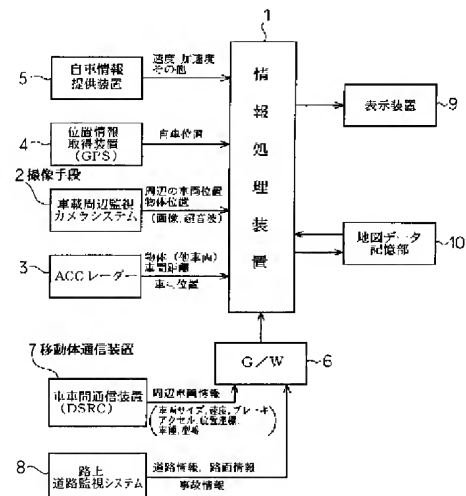 1
情報処理装置
5
自車情報
提供装置
速度 加速度
その他
9
表示装置
4
位置情報
取得装置
(GPS)
自車位置
2撮像手段
車載周辺監視
カメラシステム
周辺の車両位置
物体位置
(画像、超音波)
10
地図データ
記憶部
3
ACCレーダー
物体(他車両)
車間距離
位置
G/W
6
7移動体通信装置
車車間通信装置
(DSRC)
周辺車両情報
車両サイズ,速度,ブレーキ
アクセル,位置座標,
車種,型番
8
路上
道路監視システム
道路情報,路面情報
事故情報